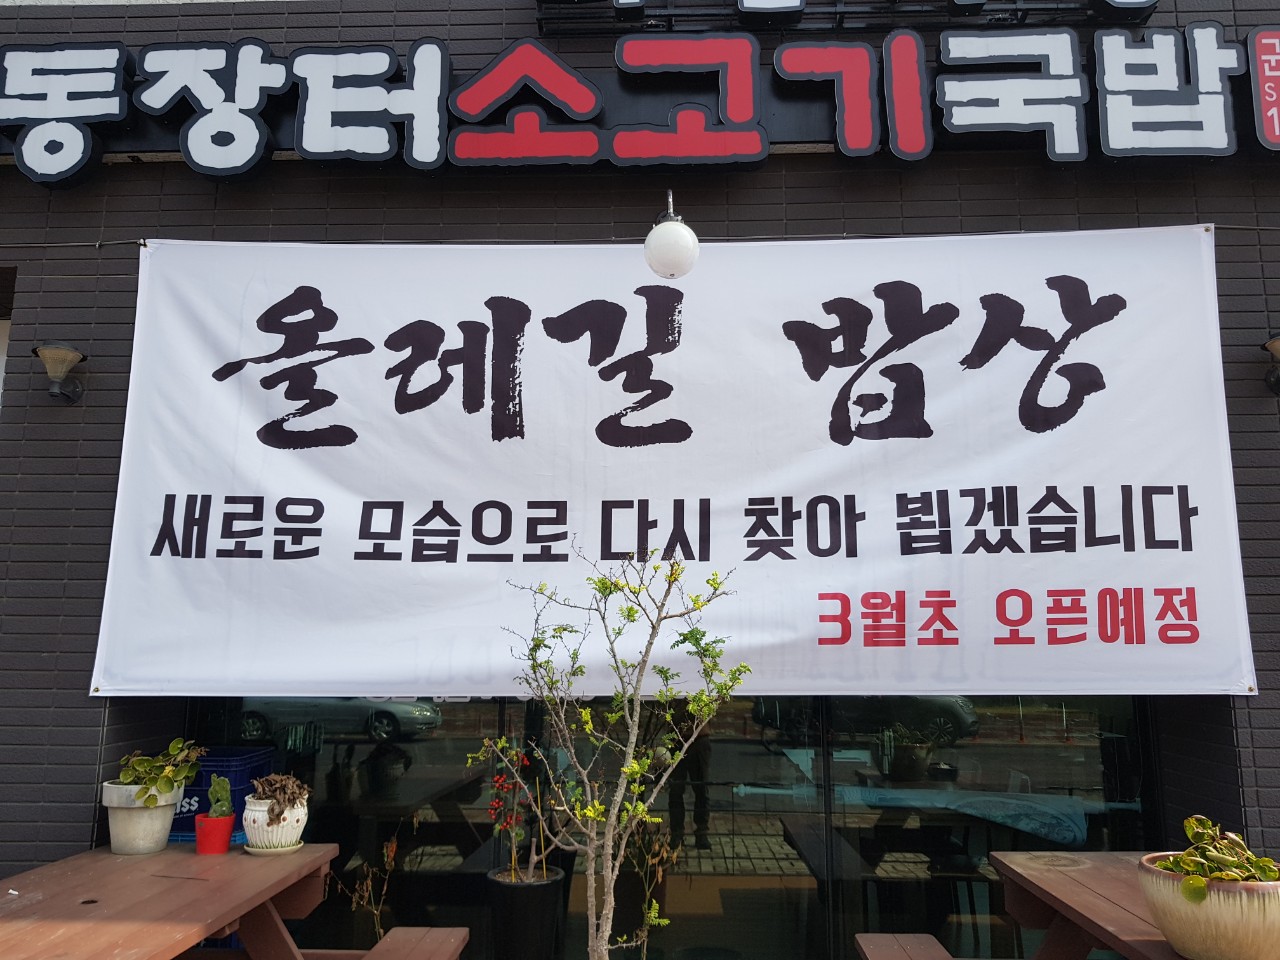 동장터소고기국밥
올레길 밥상
새로운 모습으로 다시 찾아 뵙겠습니다
3월초 오픈예정